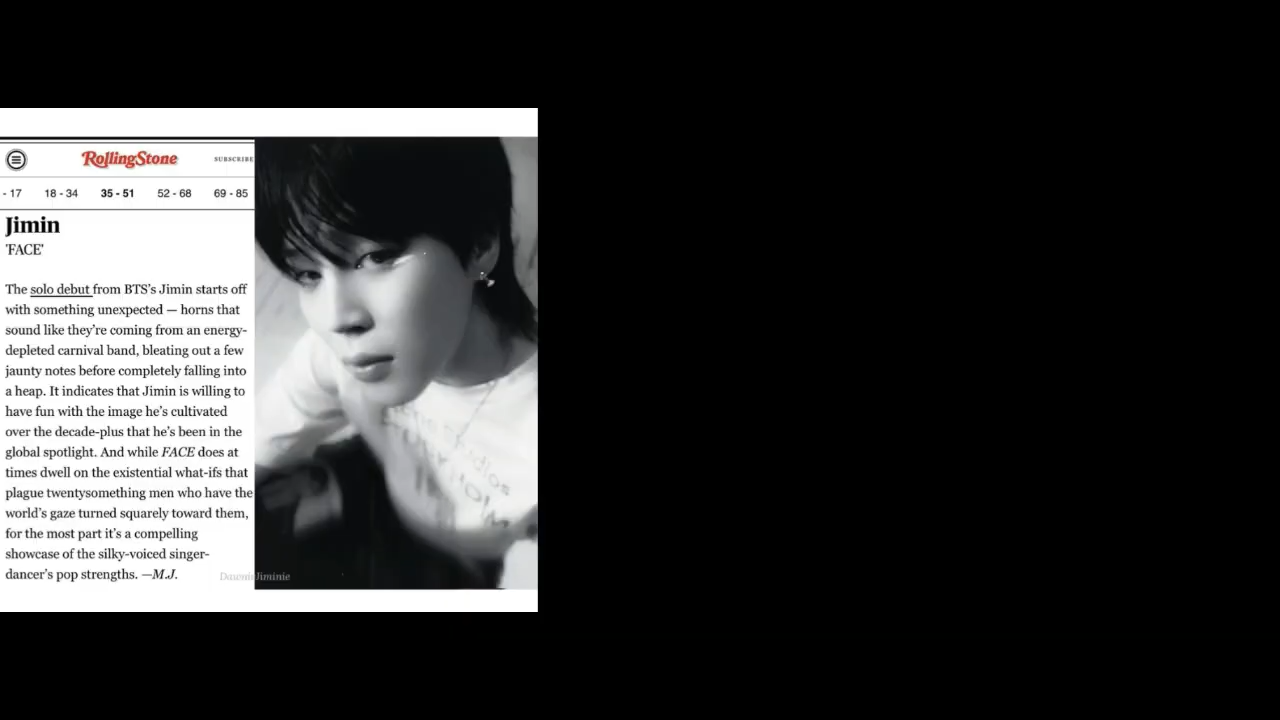 RollingStone
SUBSCRIBE
- 17 18 - 34 35 - 51 52 - 68 69 - 85
Jimin
'FACE'
The solo debut from BTS's Jimin starts off
with something unexpected — horns that
sound like they're coming from an energy-
depleted carnival band, bleating out a few
jaunty notes before completely falling into
a heap. It indicates that Jimin is willing to
have fun with the image he's cultivated
over the decade-plus that he's been in the
global spotlight. And while FACE does at
times dwell on the existential what-ifs that
plague twentysomething men who have the
world's gaze turned squarely toward them,
for the most part it's a compelling
showcase of the silky-voiced singer-
dancer's pop strengths. —M.J.